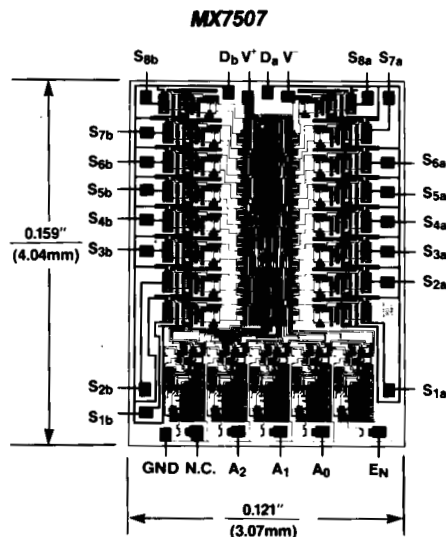 MX7507
S8b Db V+ Da V− S8a S7a
S7b
S6b S6a
S5b S5a
S4b S4a
S3b S3a
S2a
0.159"
(4.04mm)
S2b S1a
S1b
GND N.C. A2 A1 A0 EN
0.121"
(3.07mm)